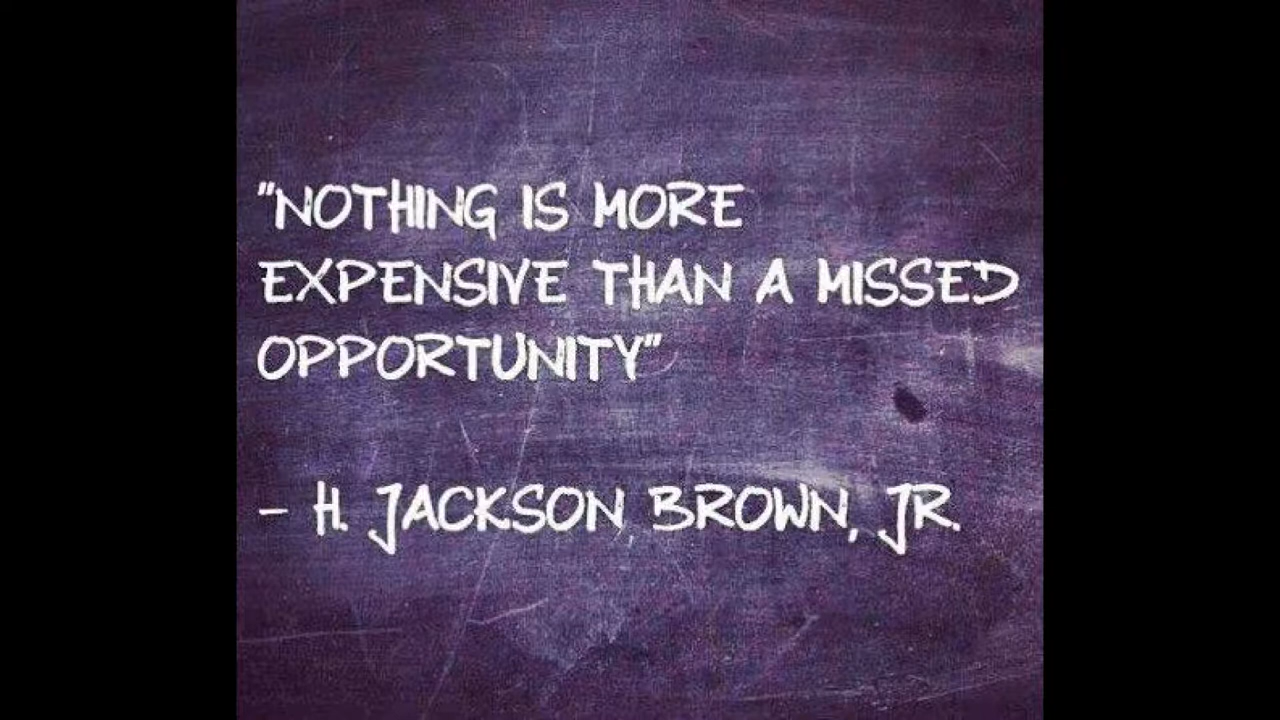 "NOTHING IS MORE
EXPENSIVE THAN A MISSED
OPPORTUNITY"
- H. JACKSON BROWN, JR.